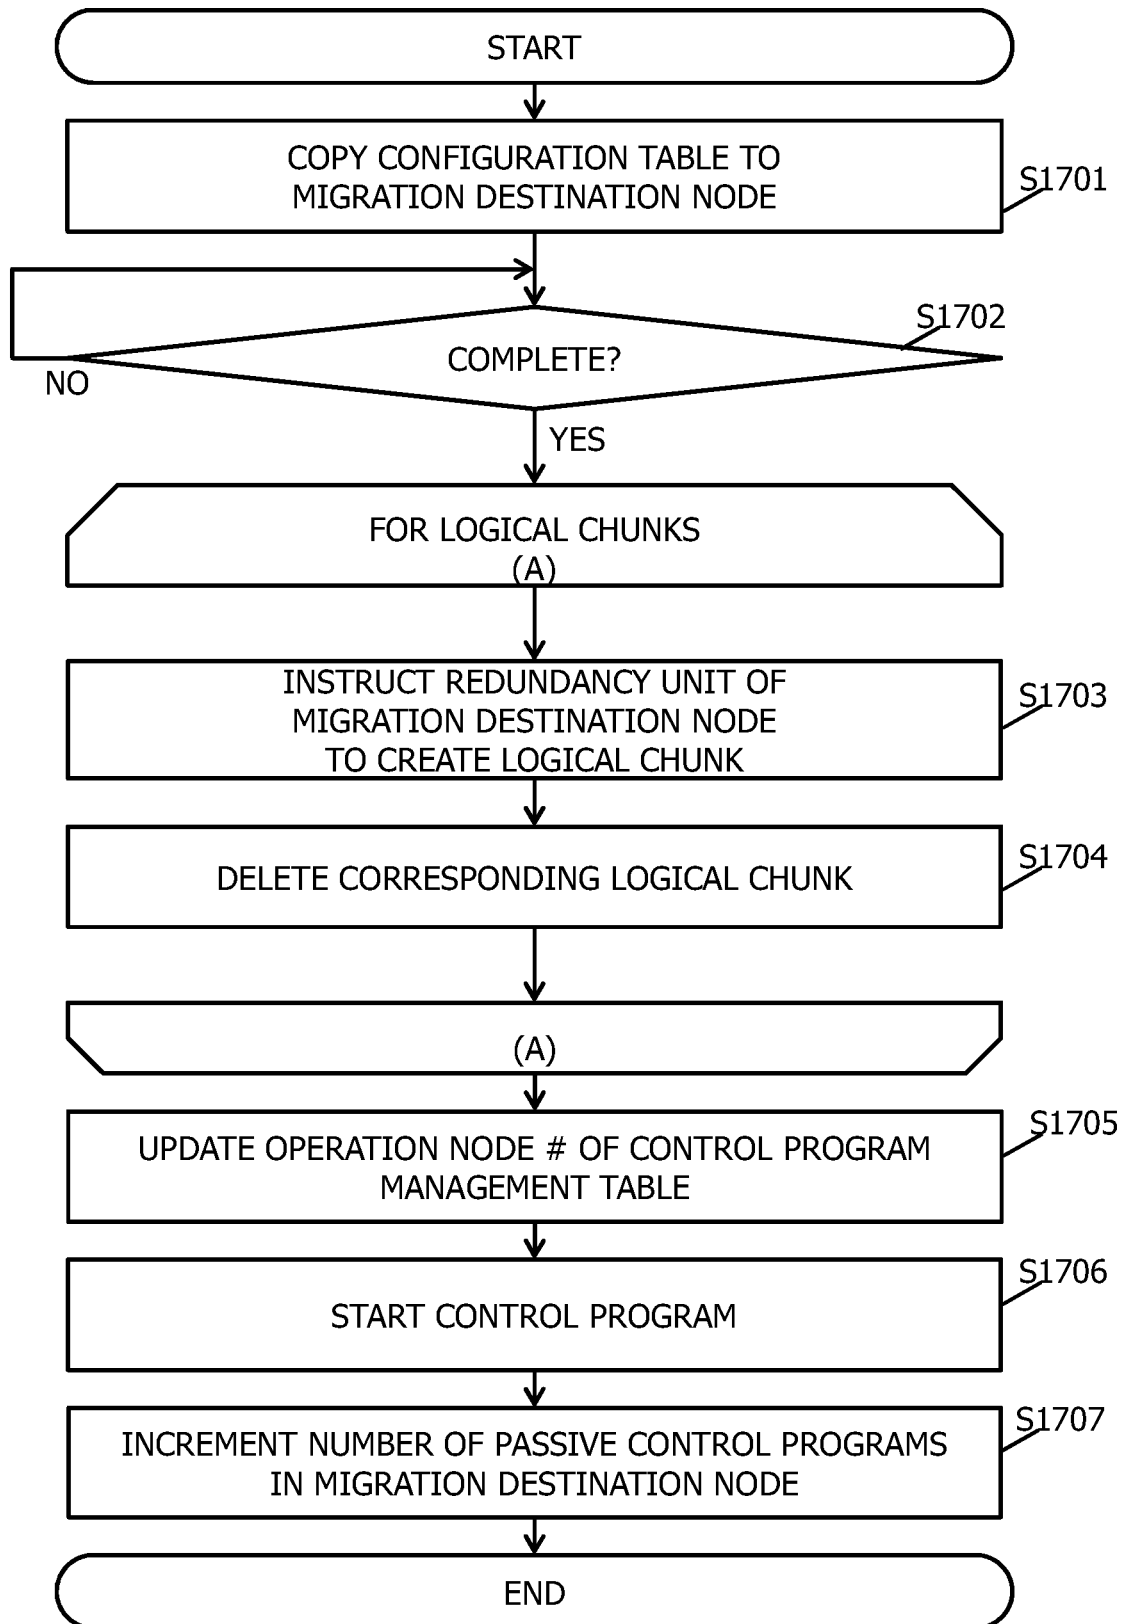 START
COPY CONFIGURATION TABLE TO
MIGRATION DESTINATION NODE
S1701
S1702
COMPLETE?
NO
YES
FOR LOGICAL CHUNKS
(A)
INSTRUCT REDUNDANCY UNIT OF
MIGRATION DESTINATION NODE
TO CREATE LOGICAL CHUNK
S1703
DELETE CORRESPONDING LOGICAL CHUNK
S1704
(A)
UPDATE OPERATION NODE # OF CONTROL PROGRAM
MANAGEMENT TABLE
S1705
START CONTROL PROGRAM
S1706
INCREMENT NUMBER OF PASSIVE CONTROL PROGRAMS
IN MIGRATION DESTINATION NODE
S1707
END